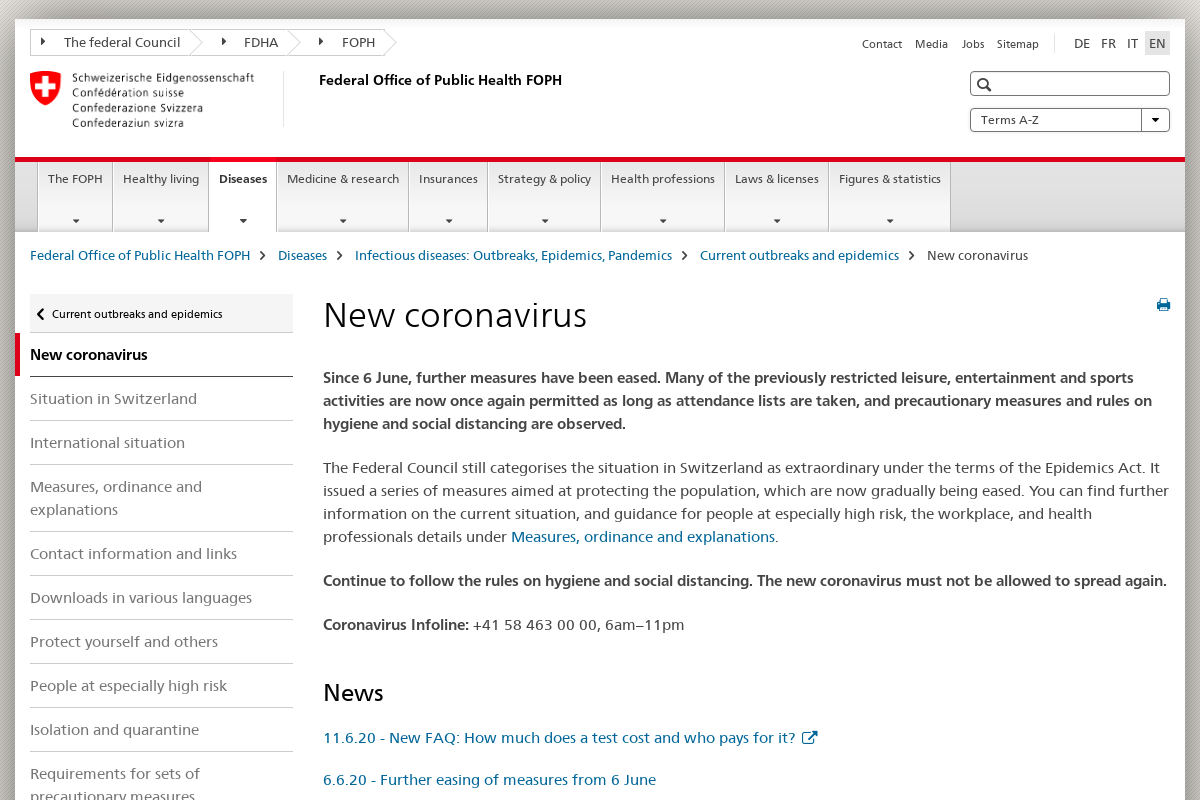 The federal Council
FDHA
FOPH
Contact
Media
Jobs
Sitemap
DE
FR
IT
EN
Schweizerische Eidgenossenschaft
Confédération suisse
Confederazione Svizzera
Confederaziun svizra
Federal Office of Public Health FOPH
Terms A-Z
The FOPH
Healthy living
Diseases
Medicine & research
Insurances
Strategy & policy
Health professions
Laws & licenses
Figures & statistics
Federal Office of Public Health FOPH
Diseases
Infectious diseases: Outbreaks, Epidemics, Pandemics
Current outbreaks and epidemics
New coronavirus
Current outbreaks and epidemics
New coronavirus
Situation in Switzerland
International situation
Measures, ordinance and
explanations
Contact information and links
Downloads in various languages
Protect yourself and others
People at especially high risk
Isolation and quarantine
Requirements for sets of
precautionary measures
New coronavirus
Since 6 June, further measures have been eased. Many of the previously restricted leisure, entertainment and sports
activities are now once again permitted as long as attendance lists are taken, and precautionary measures and rules on
hygiene and social distancing are observed.
The Federal Council still categorises the situation in Switzerland as extraordinary under the terms of the Epidemics Act. It
issued a series of measures aimed at protecting the population, which are now gradually being eased. You can find further
information on the current situation, and guidance for people at especially high risk, the workplace, and health
professionals details under Measures, ordinance and explanations.
Continue to follow the rules on hygiene and social distancing. The new coronavirus must not be allowed to spread again.
Coronavirus Infoline: +41 58 463 00 00, 6am–11pm
News
11.6.20 - New FAQ: How much does a test cost and who pays for it?
6.6.20 - Further easing of measures from 6 June